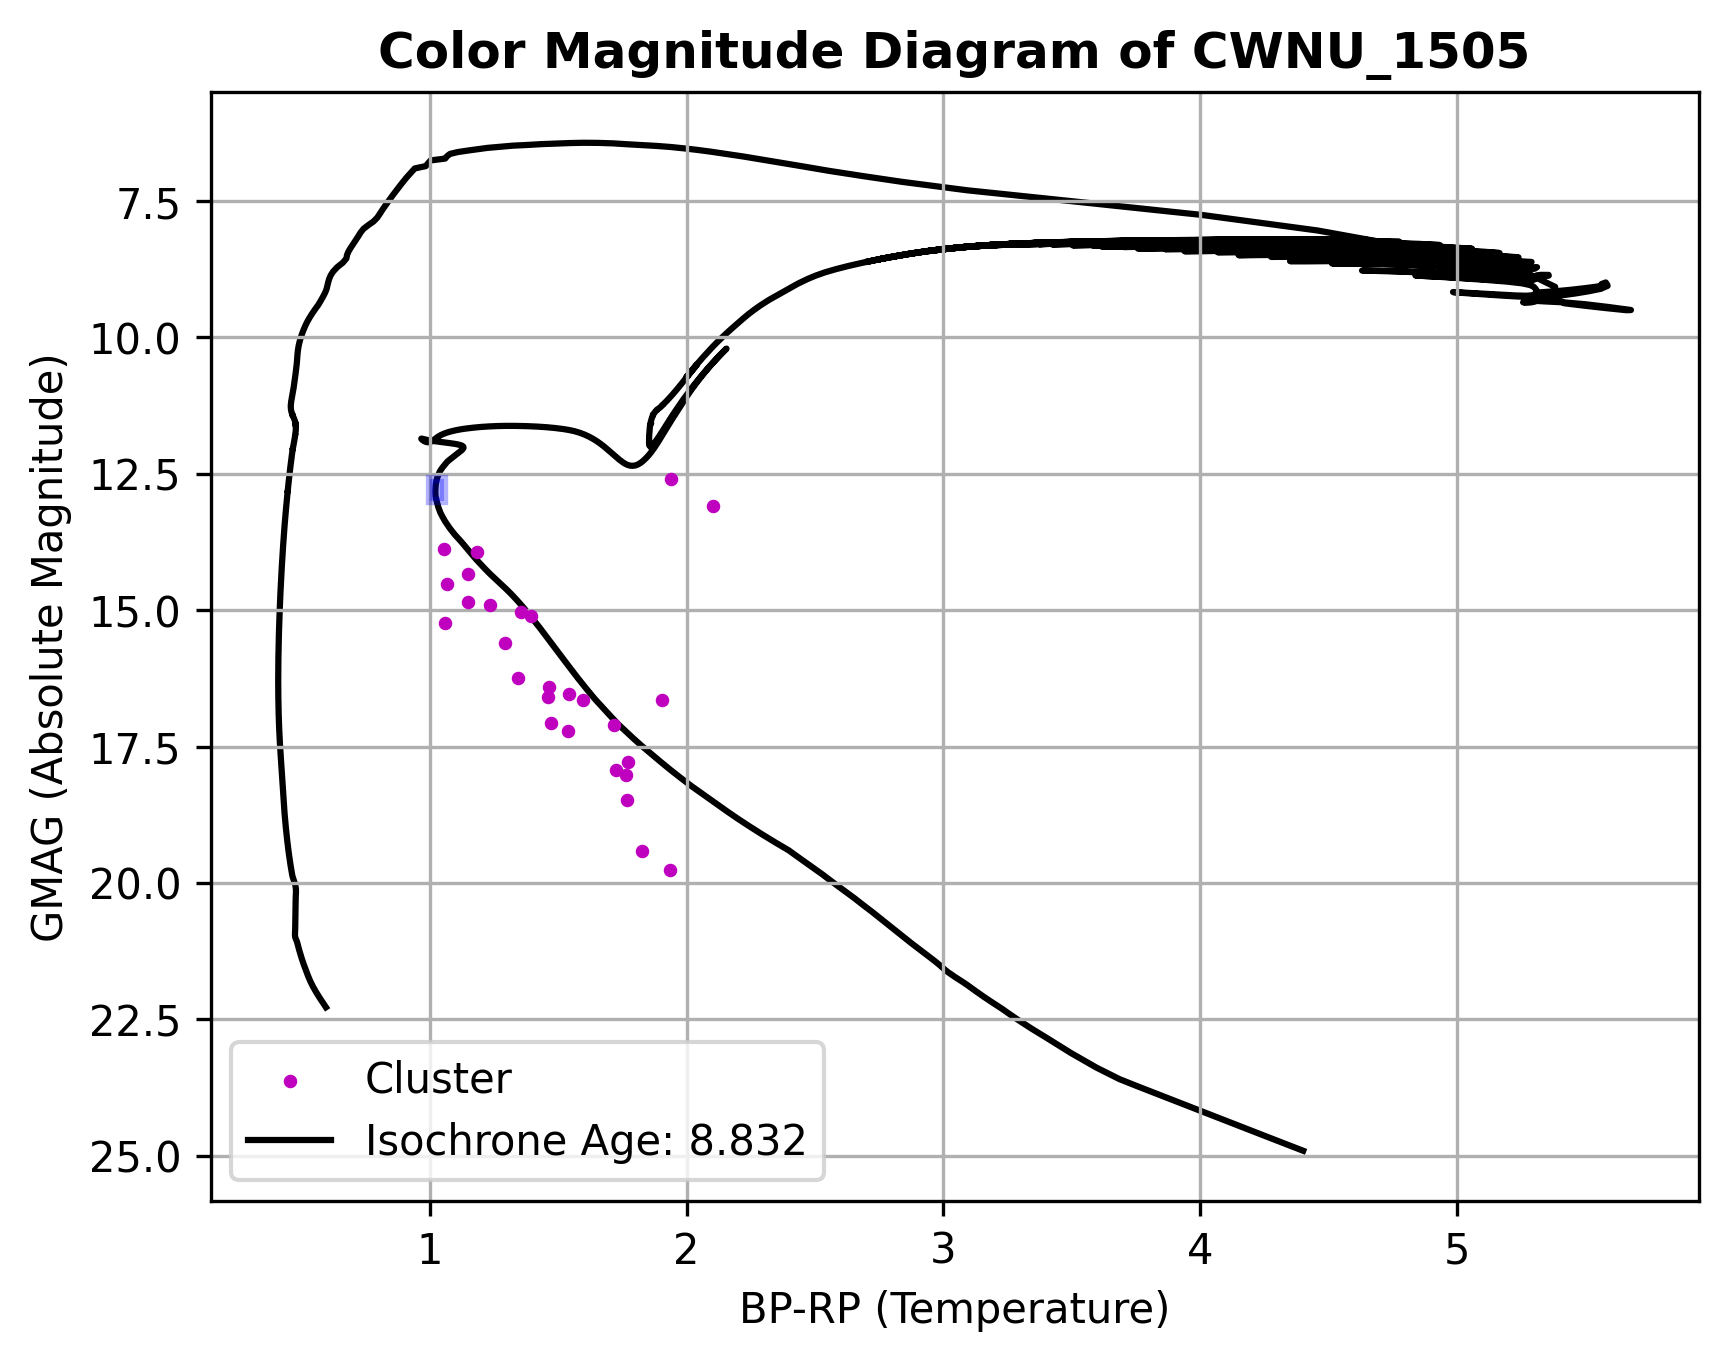 Color Magnitude Diagram of CWNU_1505
GMAG (Absolute Magnitude)
7.5
10.0
12.5
15.0
17.5
20.0
22.5
25.0
Cluster
Isochrone Age: 8.832
1 2 3 4 5
BP-RP (Temperature)